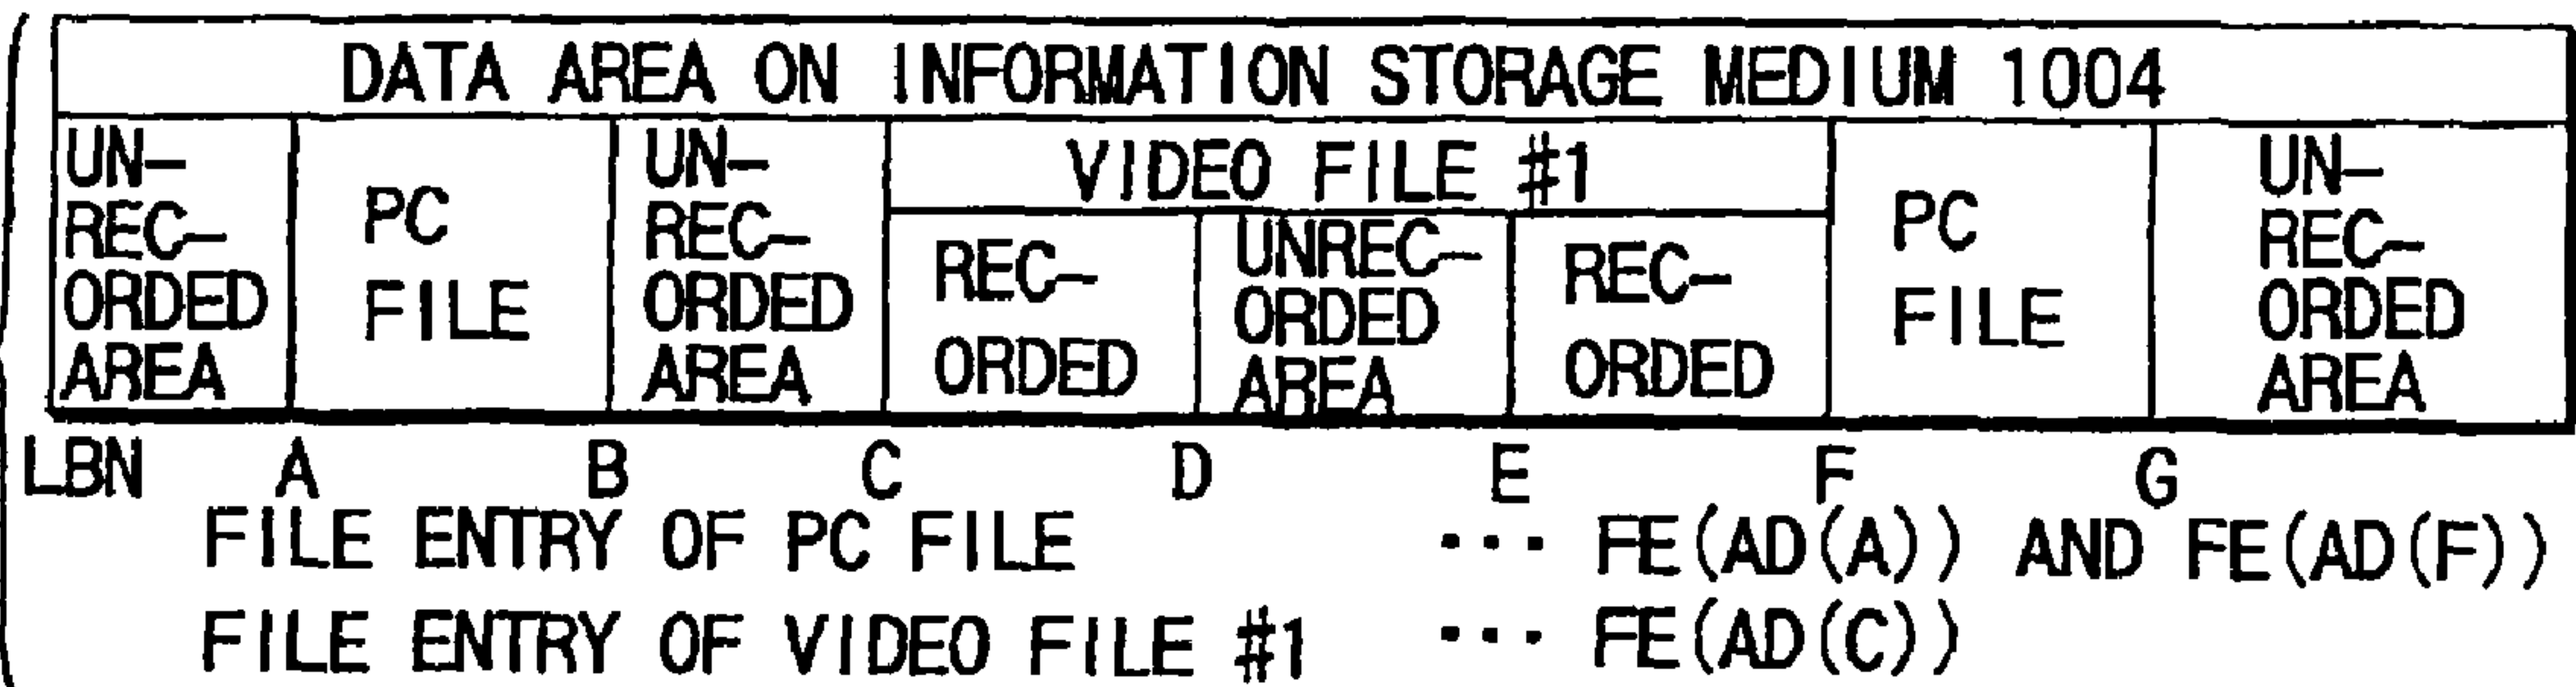 DATA AREA ON INFORMATION STORAGE MEDIUM 1004
UN-
REC-
ORDED
AREA
PC
FILE
UN-
REC-
ORDED
AREA
VIDEO FILE #1
REC-
ORDED
UNREC-
ORDED
AREA
REC-
ORDED
PC
FILE
UN-
REC-
ORDED
AREA
LBN A B C D E F G
FILE ENTRY OF PC FILE ··· FE(AD(A)) AND FE(AD(F))
FILE ENTRY OF VIDEO FILE #1 ··· FE(AD(C))